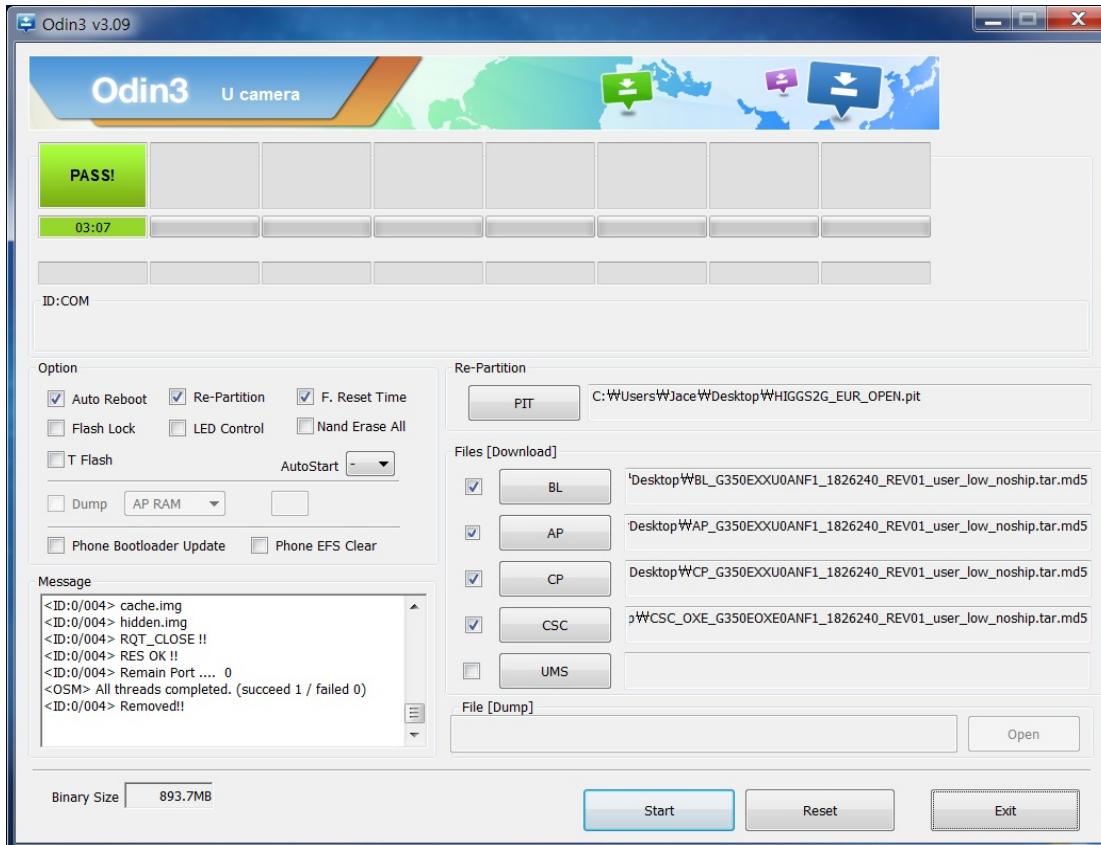 Odin3 v3.09
Odin3 U camera
PASS!
03:07
ID:COM
Option
Auto Reboot Re-Partition F. Reset Time
Flash Lock LED Control Nand Erase All
T Flash AutoStart -
Dump AP RAM
Phone Bootloader Update Phone EFS Clear
Message
<ID:0/004> cache.img
<ID:0/004> hidden.img
<ID:0/004> RQT_CLOSE !!
<ID:0/004> RES OK !!
<ID:0/004> Remain Port .... 0
<OSM> All threads completed. (succeed 1 / failed 0)
<ID:0/004> Removed!!
Re-Partition
PIT C:₩Users₩Jace₩Desktop₩HIGGS2G_EUR_OPEN.pit
Files [Download]
BL 'Desktop₩BL_G350EXXU0ANF1_1826240_REV01_user_low_noship.tar.md5
AP Desktop₩AP_G350EXXU0ANF1_1826240_REV01_user_low_noship.tar.md5
CP Desktop₩CP_G350EXXU0ANF1_1826240_REV01_user_low_noship.tar.md5
CSC p₩CSC_OXE_G350EOXE0ANF1_1826240_REV01_user_low_noship.tar.md5
UMS
File [Dump]
Open
Binary Size 893.7MB
Start Reset Exit